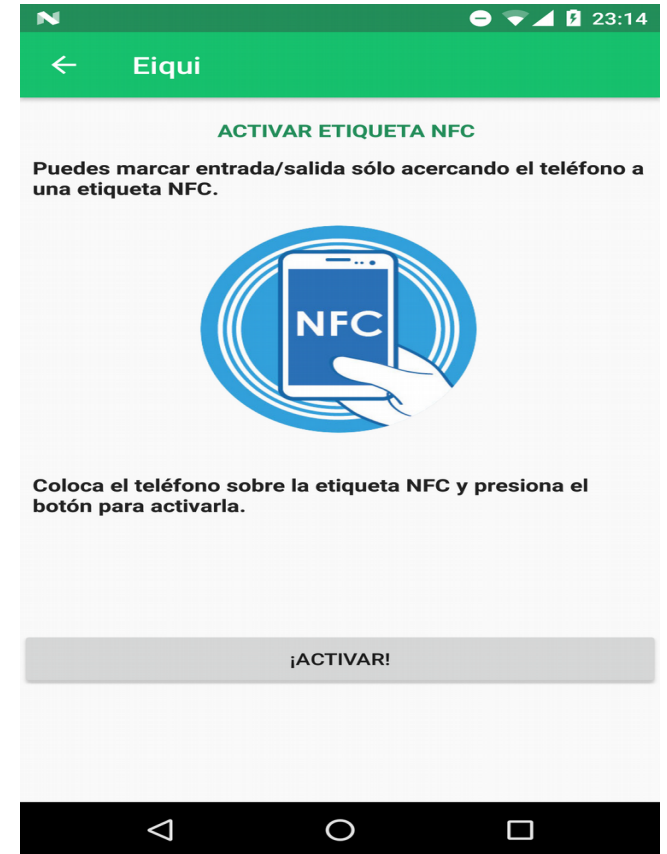 23:14
Eiqui
ACTIVAR ETIQUETA NFC
Puedes marcar entrada/salida sólo acercando el teléfono a
una etiqueta NFC.
NFC
Coloca el teléfono sobre la etiqueta NFC y presiona el
botón para activarla.
¡ACTIVAR!